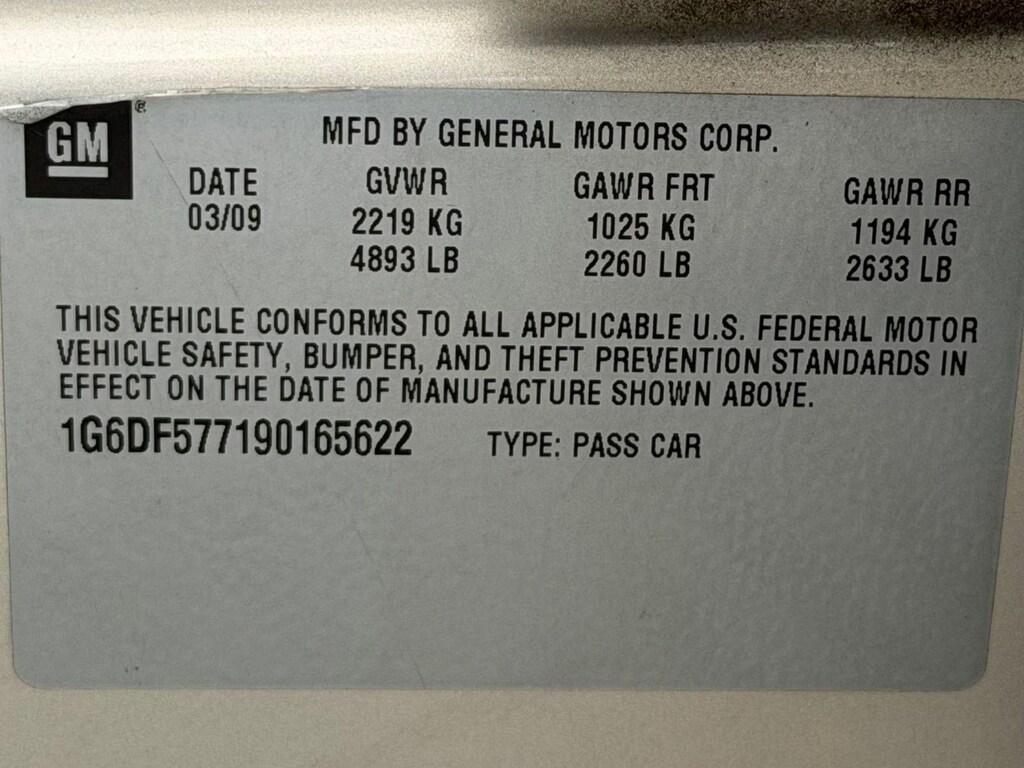 GM®
MFD BY GENERAL MOTORS CORP.
DATE GVWR GAWR FRT GAWR RR
03/09 2219 KG 1025 KG 1194 KG
4893 LB 2260 LB 2633 LB
THIS VEHICLE CONFORMS TO ALL APPLICABLE U.S. FEDERAL MOTOR
VEHICLE SAFETY, BUMPER, AND THEFT PREVENTION STANDARDS IN
EFFECT ON THE DATE OF MANUFACTURE SHOWN ABOVE.
1G6DF577190165622 TYPE: PASS CAR